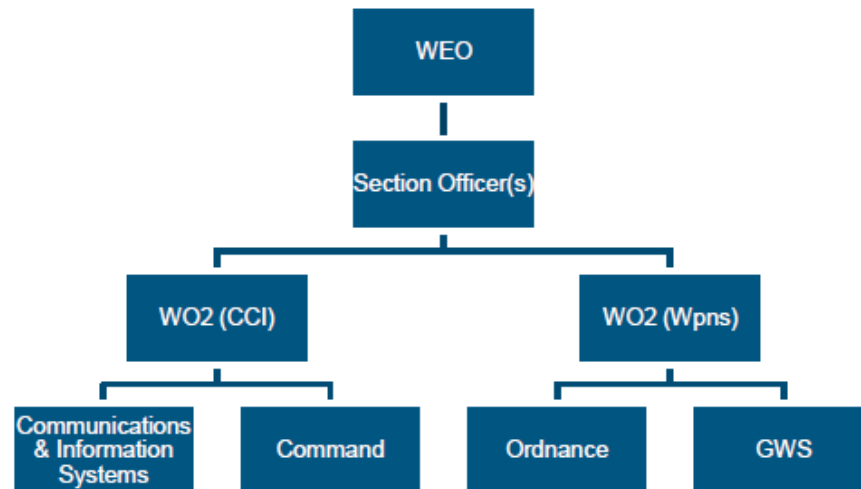 WEO
Section Officer(s)
WO2 (CCI)
WO2 (Wpns)
Communications
& Information
Systems
Command
Ordnance
GWS